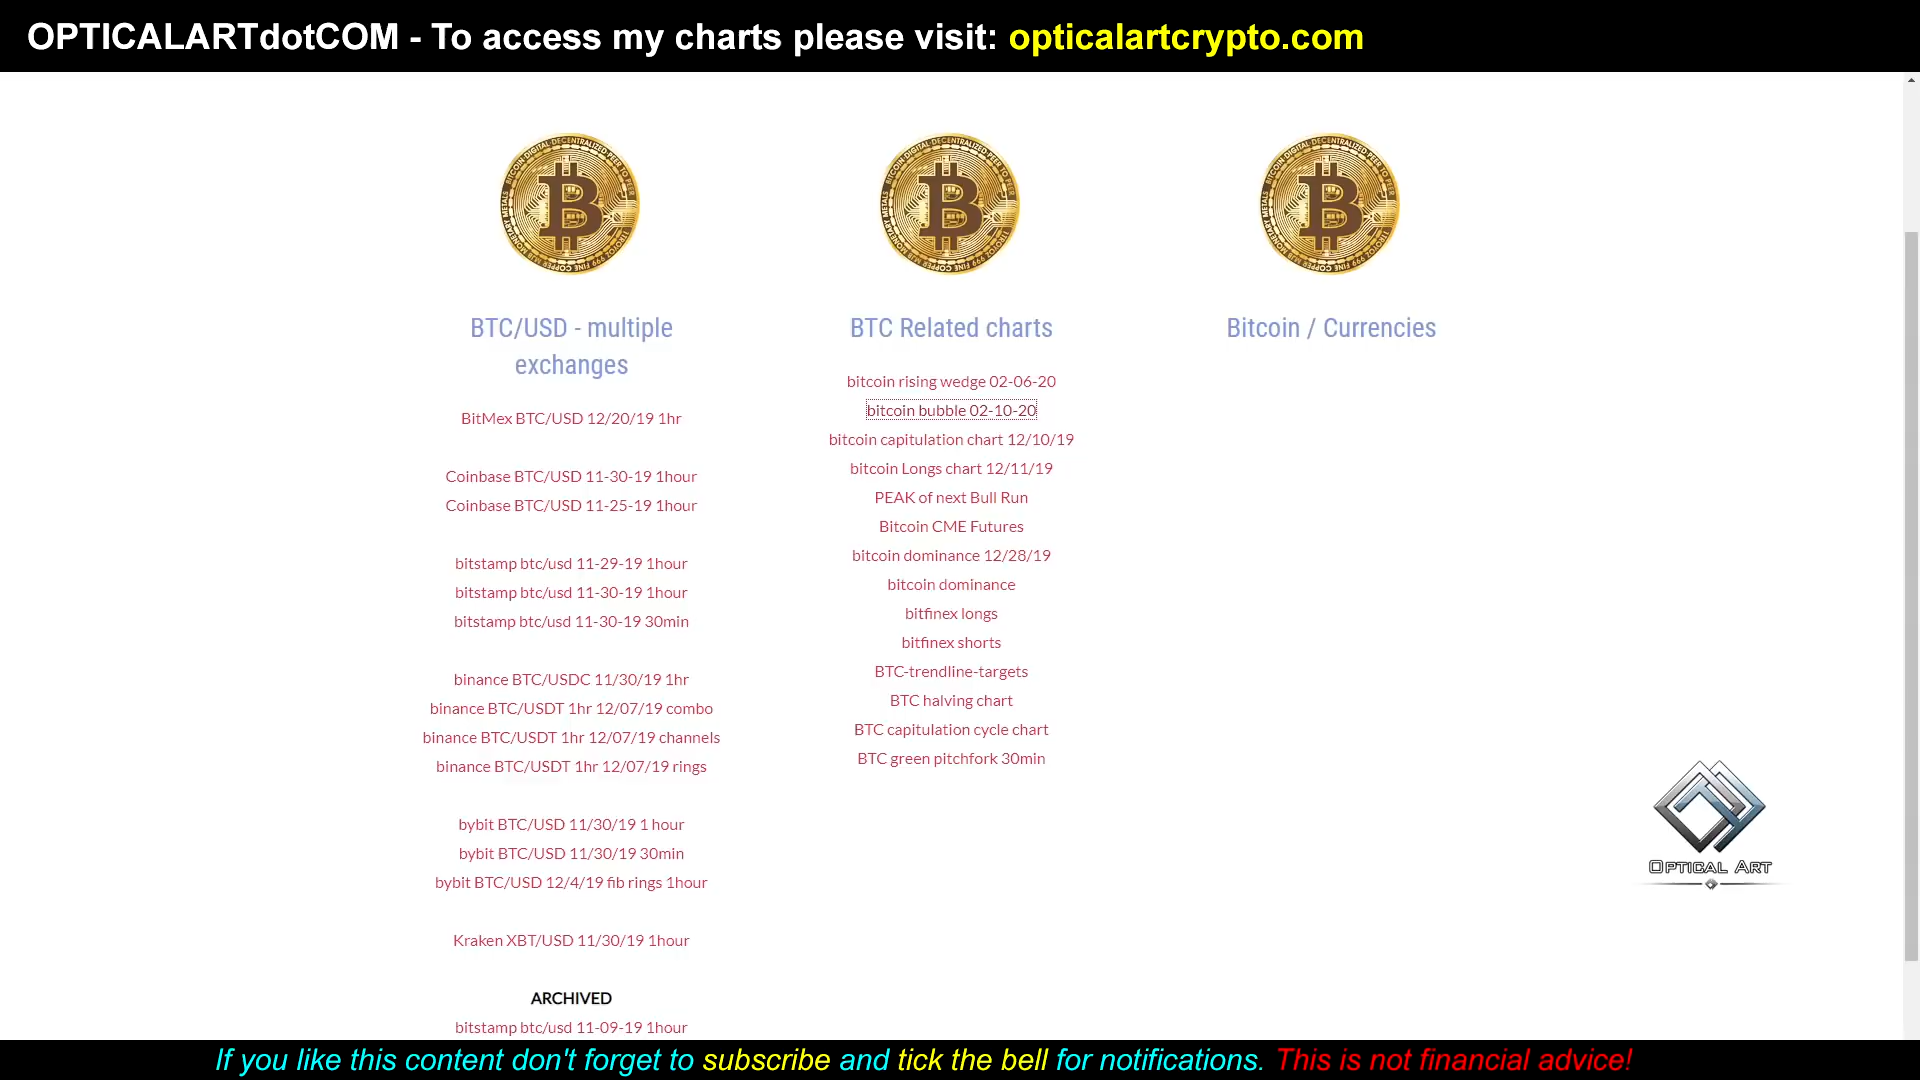 OPTICALARTdotCOM - To access my charts please visit: opticalartcrypto.com
BTC/USD - multiple
exchanges
BitMex BTC/USD 12/20/19 1hr
Coinbase BTC/USD 11-30-19 1hour
Coinbase BTC/USD 11-25-19 1hour
bitstamp btc/usd 11-29-19 1hour
bitstamp btc/usd 11-30-19 1hour
bitstamp btc/usd 11-30-19 30min
binance BTC/USDC 11/30/19 1hr
binance BTC/USDT 1hr 12/07/19 combo
binance BTC/USDT 1hr 12/07/19 channels
binance BTC/USDT 1hr 12/07/19 rings
bybit BTC/USD 11/30/19 1 hour
bybit BTC/USD 11/30/19 30min
bybit BTC/USD 12/4/19 fib rings 1hour
Kraken XBT/USD 11/30/19 1hour
ARCHIVED
bitstamp btc/usd 11-09-19 1hour
BTC Related charts
bitcoin rising wedge 02-06-20
bitcoin bubble 02-10-20
bitcoin capitulation chart 12/10/19
bitcoin Longs chart 12/11/19
PEAK of next Bull Run
Bitcoin CME Futures
bitcoin dominance 12/28/19
bitcoin dominance
bitfinex longs
bitfinex shorts
BTC-trendline-targets
BTC halving chart
BTC capitulation cycle chart
BTC green pitchfork 30min
Bitcoin / Currencies
OPTICAL ART
If you like this content don't forget to subscribe and tick the bell for notifications. This is not financial advice!